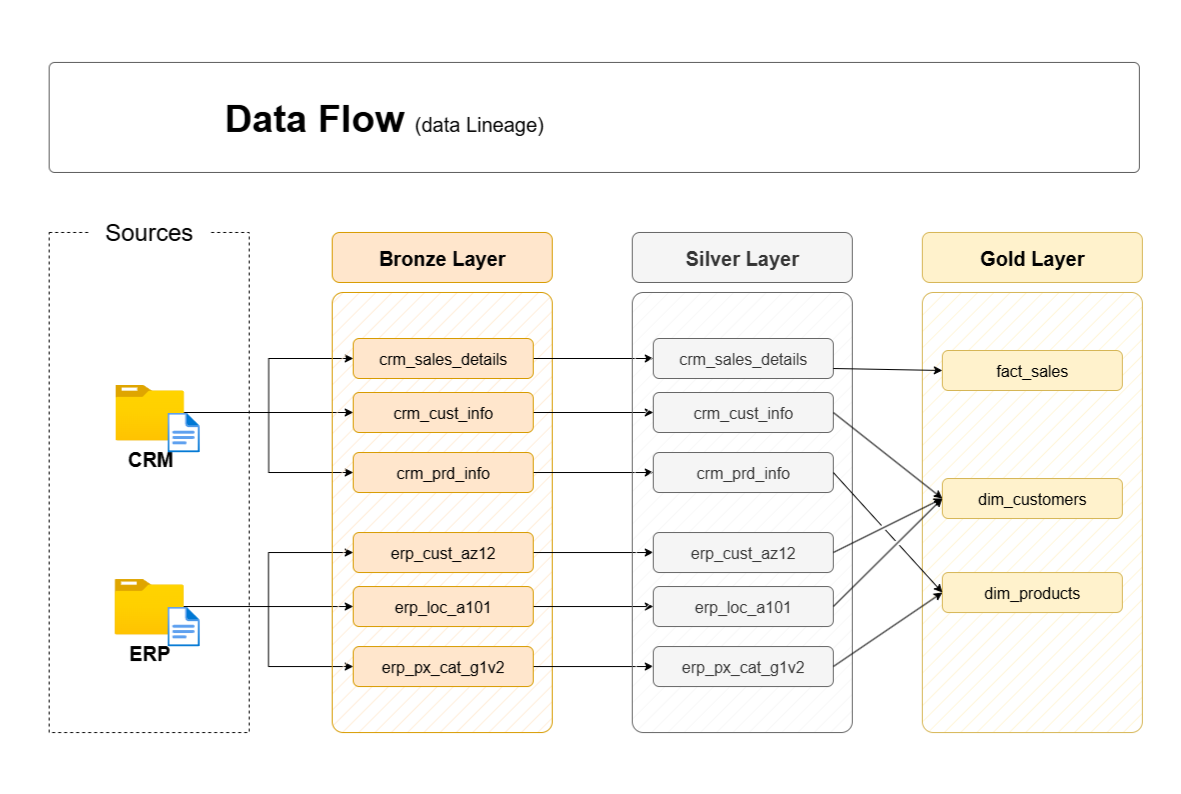 Data Flow (data Lineage)
Sources
Bronze Layer
Silver Layer
Gold Layer
CRM
ERP
crm_sales_details
crm_cust_info
crm_prd_info
erp_cust_az12
erp_loc_a101
erp_px_cat_g1v2
crm_sales_details
crm_cust_info
crm_prd_info
erp_cust_az12
erp_loc_a101
erp_px_cat_g1v2
fact_sales
dim_customers
dim_products